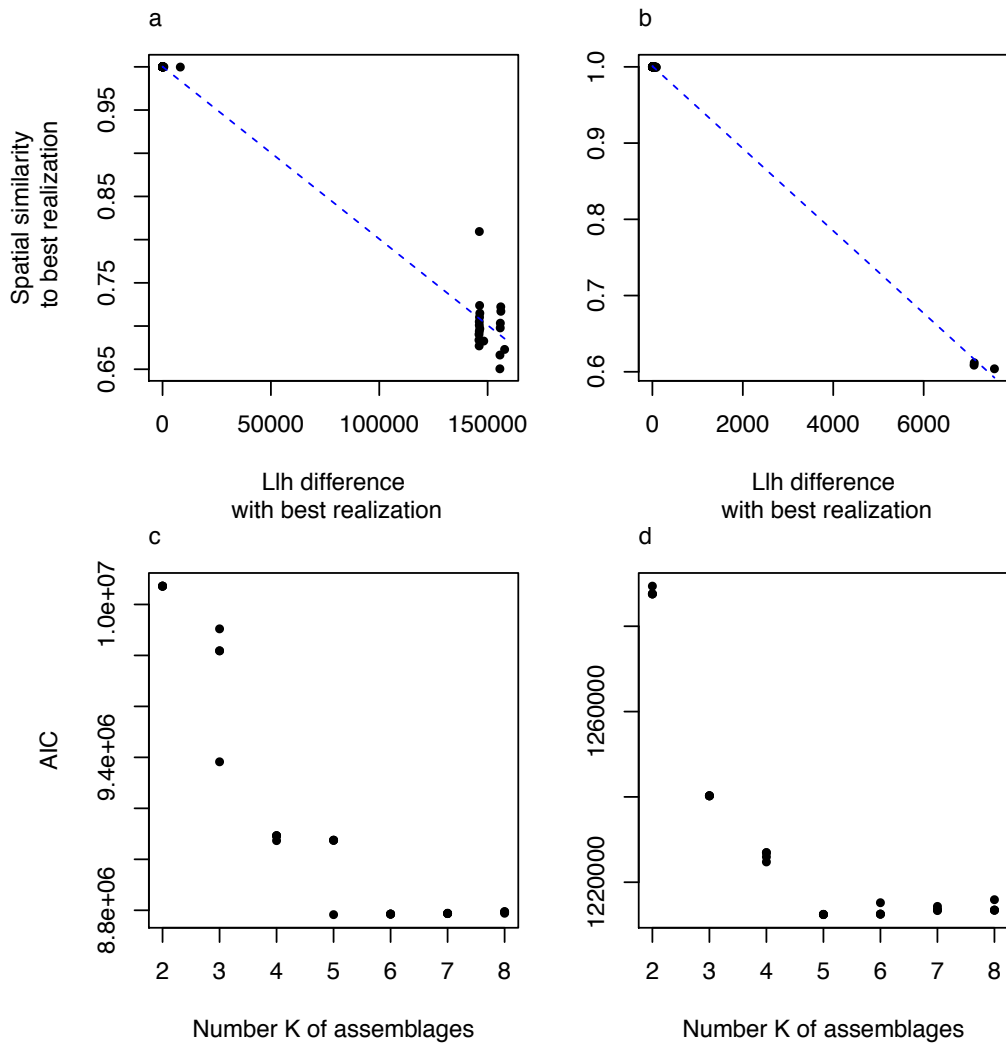 a
b
Spatial similarity
to best realization
0.65 0.75 0.85 0.95
0.6 0.7 0.8 0.9 1.0
0 50000 100000 150000
0 2000 4000 6000
Llh difference
with best realization
Llh difference
with best realization
c
d
AIC
8.8e+06 9.4e+06 1.0e+07
1220000 1260000
2 3 4 5 6 7 8
2 3 4 5 6 7 8
Number K of assemblages
Number K of assemblages